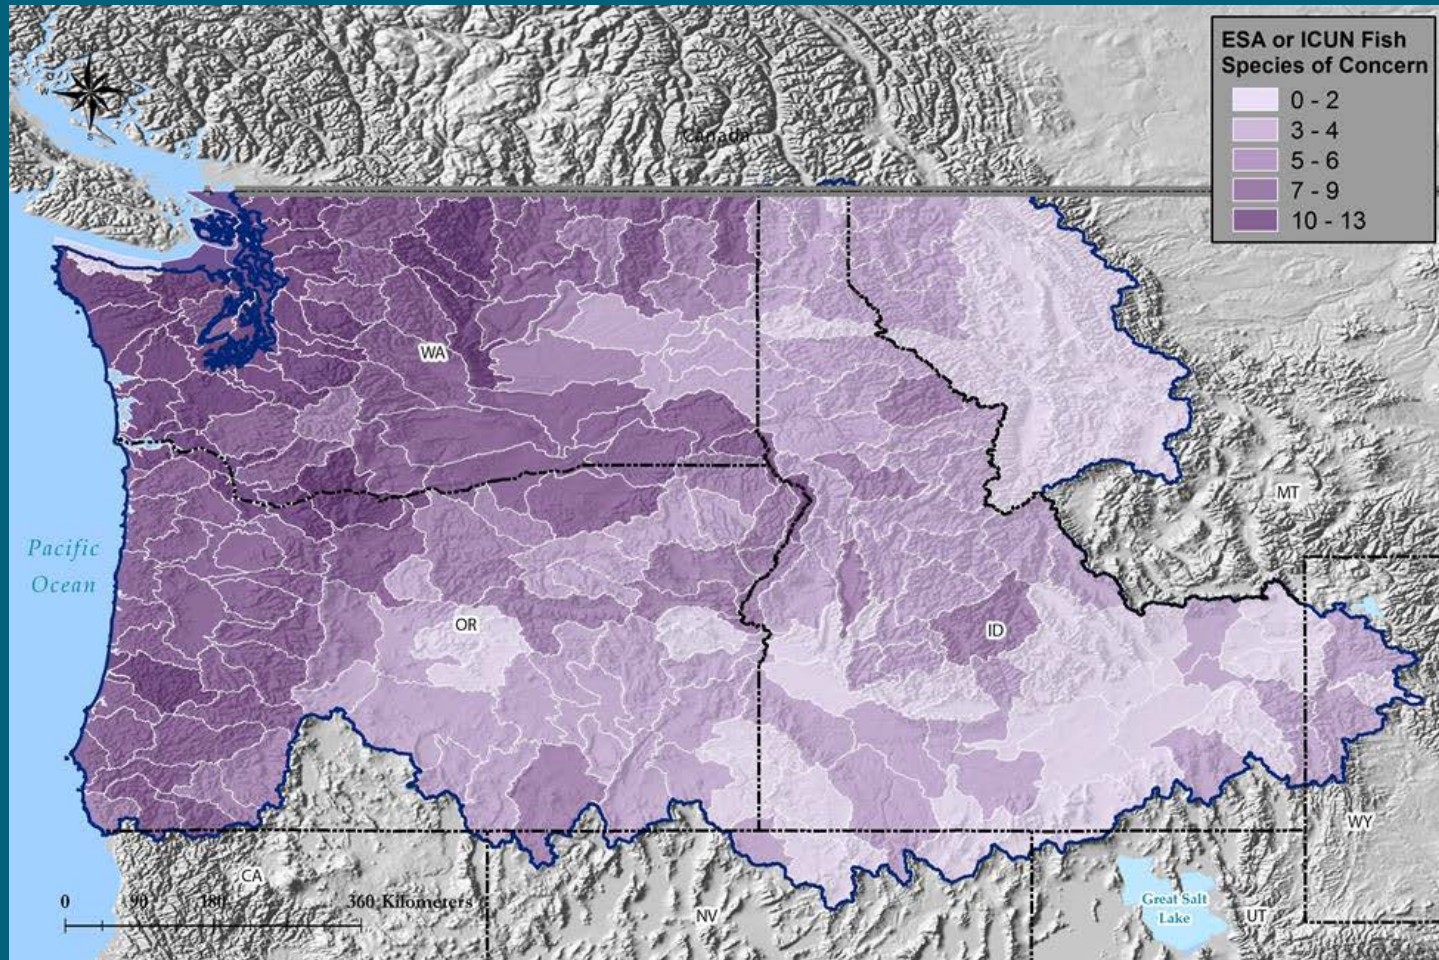 ESA or ICUN Fish
Species of Concern
0 - 2
3 - 4
5 - 6
7 - 9
10 - 13
W
S
Canada
WA
MT
Pacific
Ocean
OR
ID
WY
CA
0 90 180 360 Kilometers
NV
Great Salt
Lake
UT